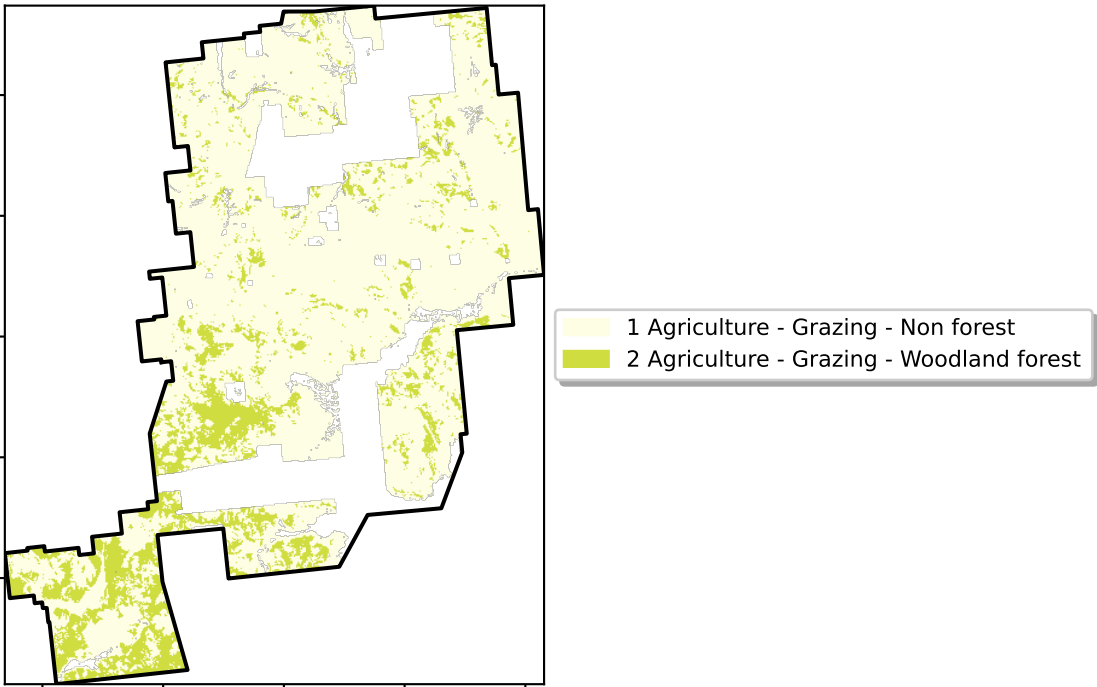 1 Agriculture - Grazing - Non forest
2 Agriculture - Grazing - Woodland forest